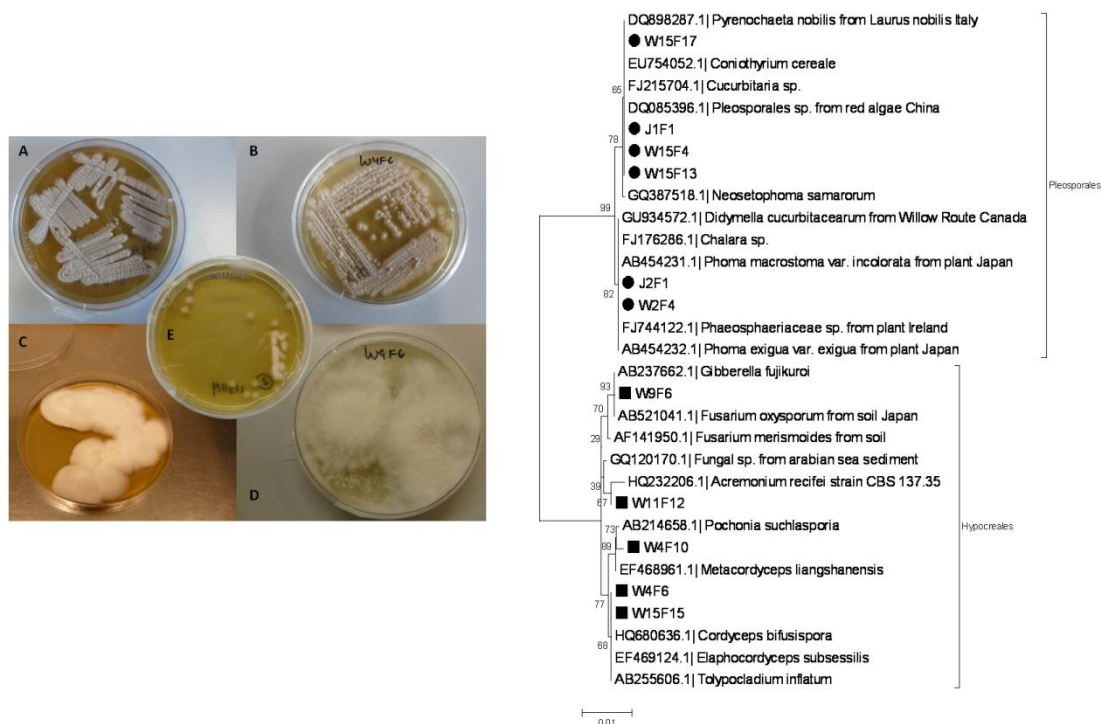 A
B
W4F6
C
E
W9F6
D
DQ898287.1| Pyrenochaeta nobilis from Laurus nobilis Italy
W15F17
EU754052.1| Coniothyrium cereale
FJ215704.1| Cucurbitaria sp.
65
DQ085396.1| Pleosporales sp. from red algae China
J1F1
78
W15F4
W15F13
GQ387518.1| Neosetophoma samarorum
Pleosporales
99
GU934572.1| Didymella cucurbitacearum from Willow Route Canada
FJ176286.1| Chalara sp.
AB454231.1| Phoma macrostoma var. incolorata from plant Japan
J2F1
82
W2F4
FJ744122.1| Phaeosphaeriaceae sp. from plant Ireland
AB454232.1| Phoma exigua var. exigua from plant Japan
AB237662.1| Gibberella fujikuroi
93
W9F6
70
AB521041.1| Fusarium oxysporum from soil Japan
29
AF141950.1| Fusarium merismoides from soil
GQ120170.1| Fungal sp. from arabian sea sediment
39
HQ232206.1| Acremonium recifei strain CBS 137.35
67
W11F12
73
AB214658.1| Pochonia suchlasporia
Hypocreales
89
W4F10
EF468961.1| Metacordyceps liangshanensis
77
W4F6
W15F15
HQ680636.1| Cordyceps bifusispora
68
EF469124.1| Elaphocordyceps subsessilis
AB255606.1| Tolypocladium inflatum
0.01